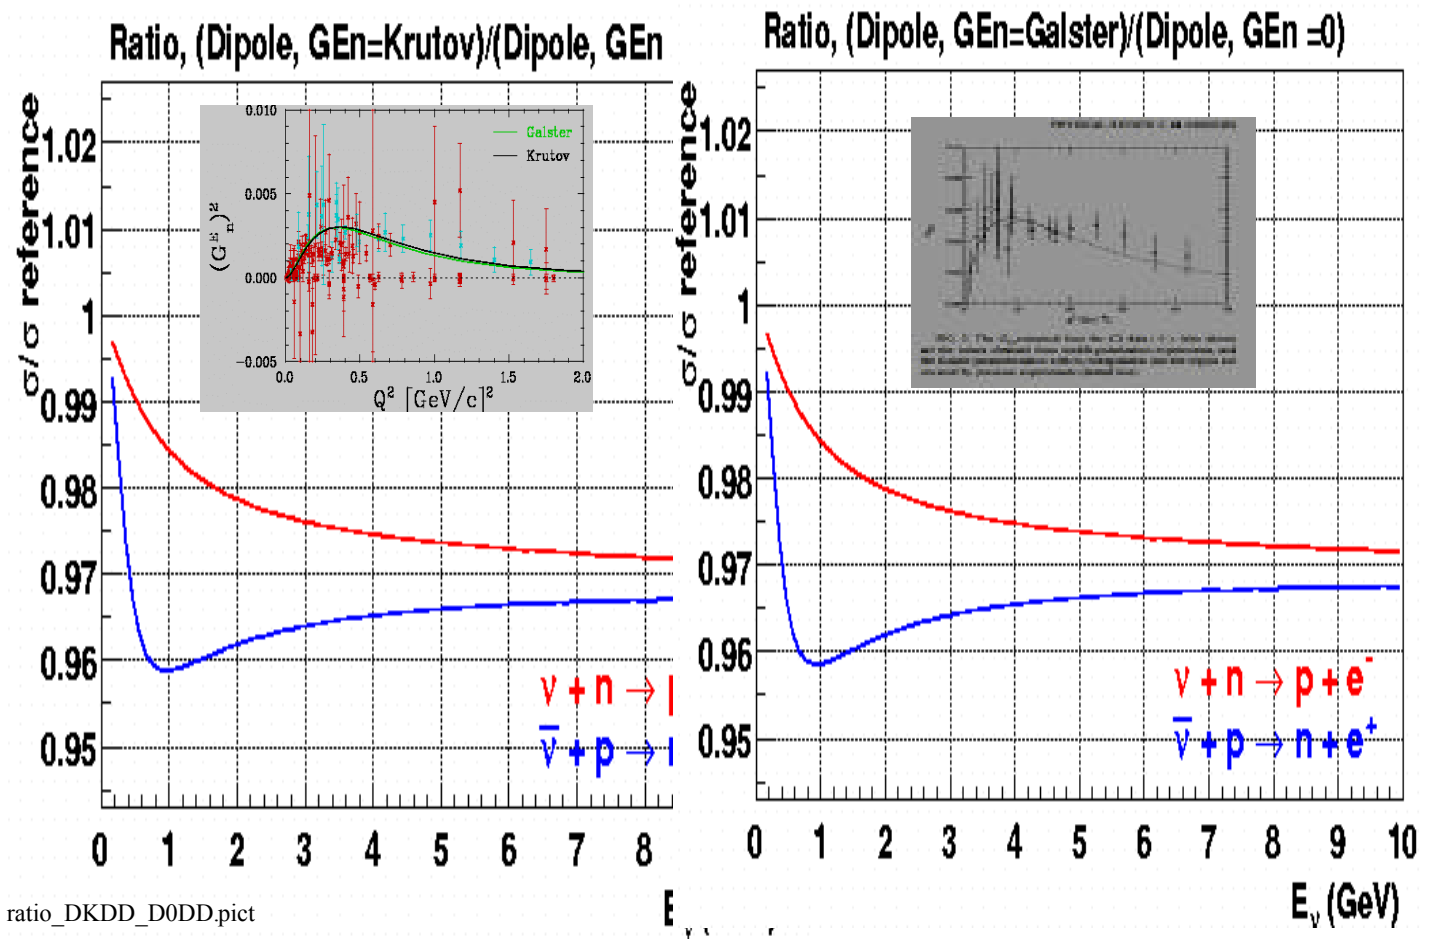 Ratio, (Dipole, GEn=Krutov)/(Dipole, GEn
σ/σ reference
1.02
1.01
1
0.99
0.98
0.97
0.96
0.95
0.010
0.005
0.000
−0.005
(G^E_n)^2
Galster
Krutov
0.0 0.5 1.0 1.5 2.0
Q² [GeV/c]²
ν + n →
ν̅ + p →
0 1 2 3 4 5 6 7 8
ratio_DKDD_D0DD.pict
Ratio, (Dipole, GEn=Galster)/(Dipole, GEn =0)
σ/σ reference
1.02
1.01
1
0.99
0.98
0.97
0.96
0.95
ν + n → p + e⁻
ν̅ + p → n + e⁺
0 1 2 3 4 5 6 7 8 9 10
E_ν (GeV)